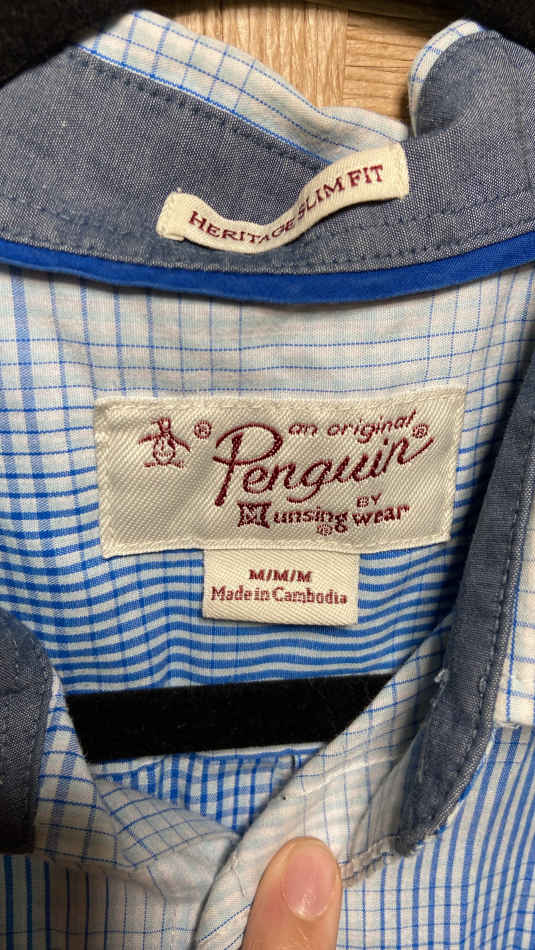 HERITAGE SLIM FIT
®
an original
Penguin®
BY
Munsingwear
®
M/M/M
Made in Cambodia